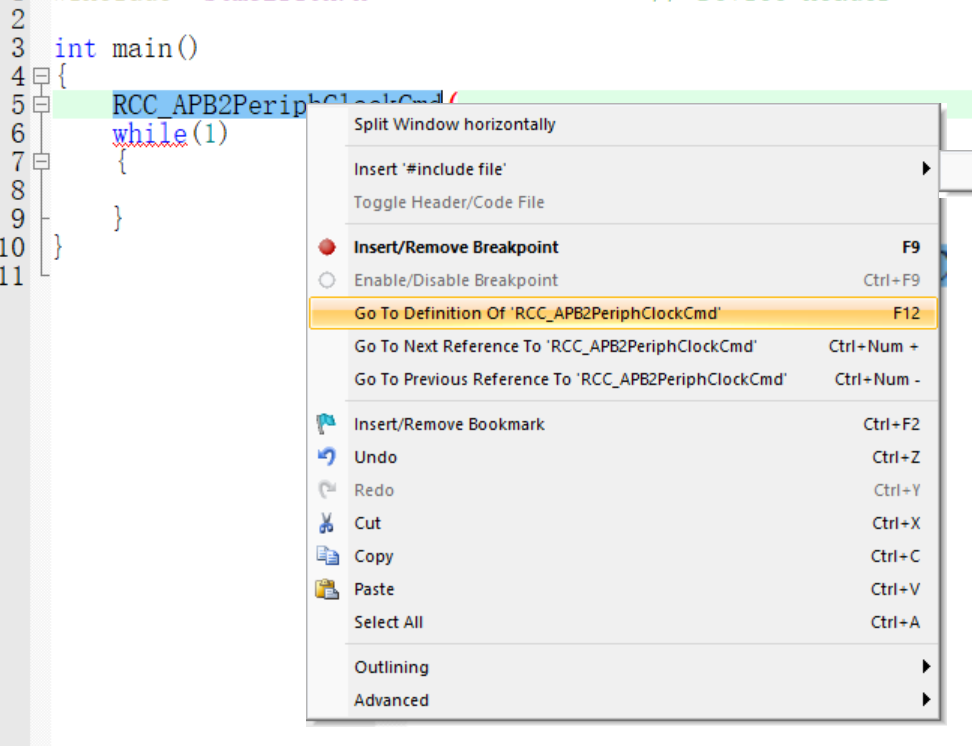 2
3 int main()
4 {
5 RCC_APB2PeriphClockCmd(
6 while(1)
7 {
8
9 }
10 }
11
Split Window horizontally
Insert '#include file'
Toggle Header/Code File
Insert/Remove Breakpoint F9
Enable/Disable Breakpoint Ctrl+F9
Go To Definition Of 'RCC_APB2PeriphClockCmd' F12
Go To Next Reference To 'RCC_APB2PeriphClockCmd' Ctrl+Num +
Go To Previous Reference To 'RCC_APB2PeriphClockCmd' Ctrl+Num -
Insert/Remove Bookmark Ctrl+F2
Undo Ctrl+Z
Redo Ctrl+Y
Cut Ctrl+X
Copy Ctrl+C
Paste Ctrl+V
Select All Ctrl+A
Outlining
Advanced